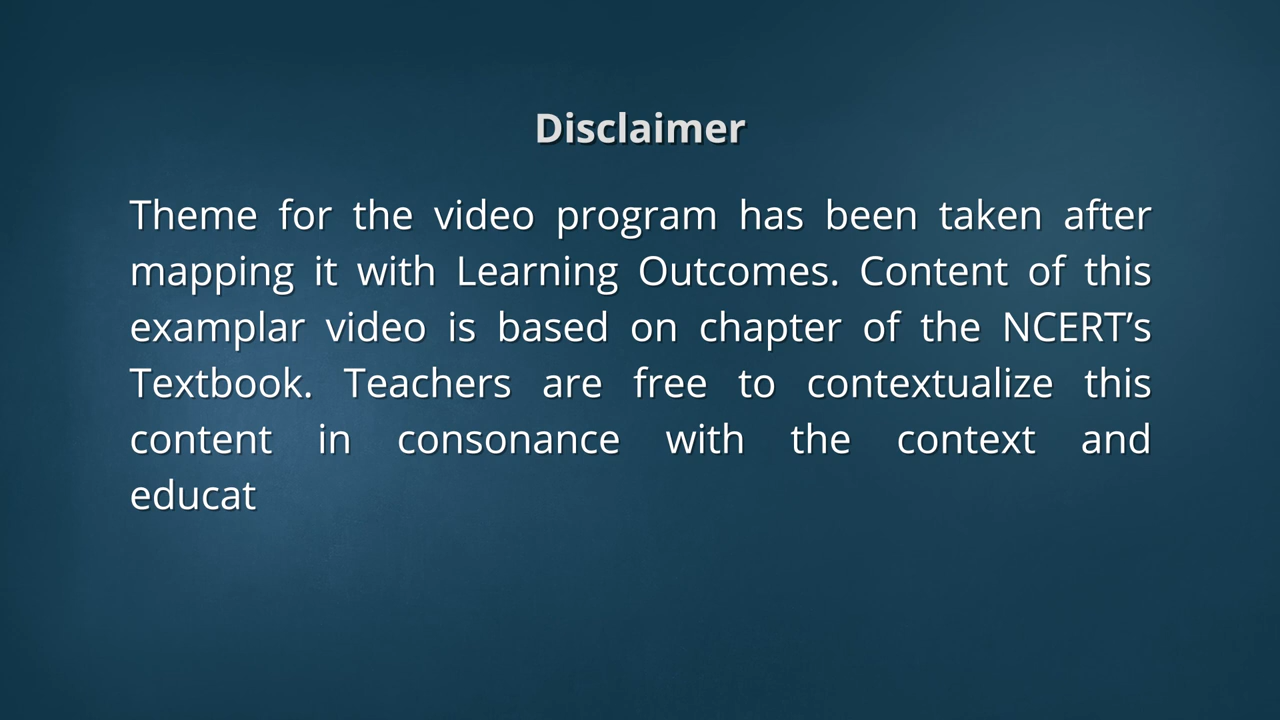 Disclaimer
Theme for the video program has been taken after
mapping it with Learning Outcomes. Content of this
examplar video is based on chapter of the NCERT’s
Textbook. Teachers are free to contextualize this
content in consonance with the context and
educat